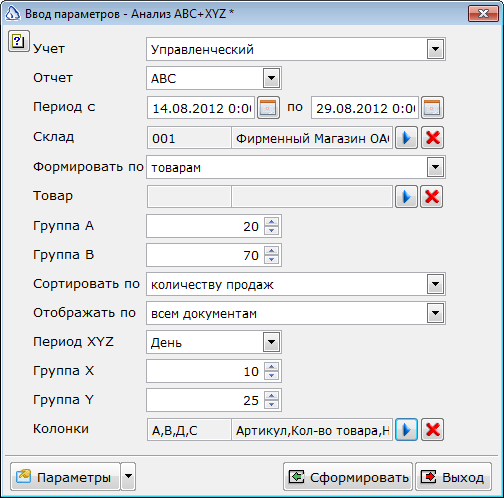 Ввод параметров - Анализ ABC+XYZ *
Учет Управленческий
Отчет ABC
Период с 14.08.2012 0:0 по 29.08.2012 0:0
Склад 001 Фирменный Магазин ОА
Формировать по товарам
Товар
Группа А 20
Группа В 70
Сортировать по количеству продаж
Отображать по всем документам
Период XYZ День
Группа X 10
Группа Y 25
Колонки А,В,Д,С Артикул,Кол-во товара,Н
Параметры Сформировать Выход